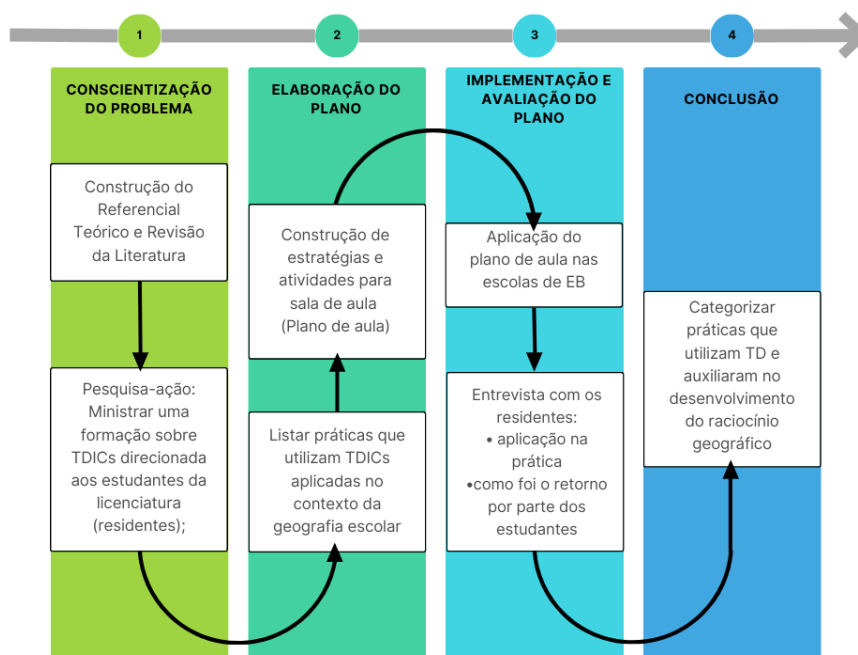 1
2
3
4
CONSCIENTIZAÇÃO
DO PROBLEMA
Construção do
Referencial
Teórico e Revisão
da Literatura
Pesquisa-ação:
Ministrar uma
formação sobre
TDICs direcionada
aos estudantes da
licenciatura
(residentes);
ELABORAÇÃO DO
PLANO
Construção de
estratégias e
atividades para
sala de aula
(Plano de aula)
Listar práticas que
utilizam TDICs
aplicadas no
contexto da
geografia escolar
IMPLEMENTAÇÃO E
AVALIAÇÃO DO
PLANO
Aplicação do
plano de aula nas
escolas de EB
Entrevista com os
residentes:
• aplicação na
prática
•como foi o retorno
por parte dos
estudantes
CONCLUSÃO
Categorizar
práticas que
utilizam TD e
auxiliaram no
desenvolvimento
do raciocínio
geográfico